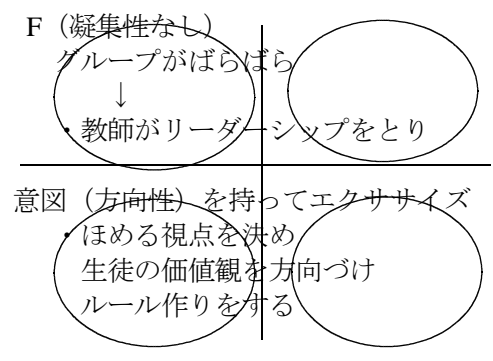 F（凝集性なし）
グループがばらばら
↓
・教師がリーダーシップをとり
意図（方向性）を持ってエクササイズ
・ほめる視点を決め
生徒の価値観を方向づけ
ルール作りをする